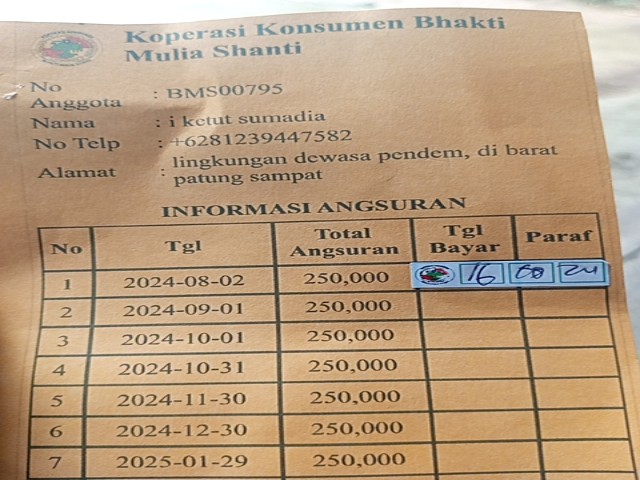 Koperasi Konsumen Bhakti
Mulia Shanti
No
Anggota : BMS00795
Nama : i ketut sumadia
No Telp : +6281239447582
Alamat : lingkungan dewasa pendem, di barat
patung sampat
INFORMASI ANGSURAN
No Tgl Total Angsuran Tgl Bayar Paraf
1 2024-08-02 250,000 16 08 24
2 2024-09-01 250,000
3 2024-10-01 250,000
4 2024-10-31 250,000
5 2024-11-30 250,000
6 2024-12-30 250,000
7 2025-01-29 250,000